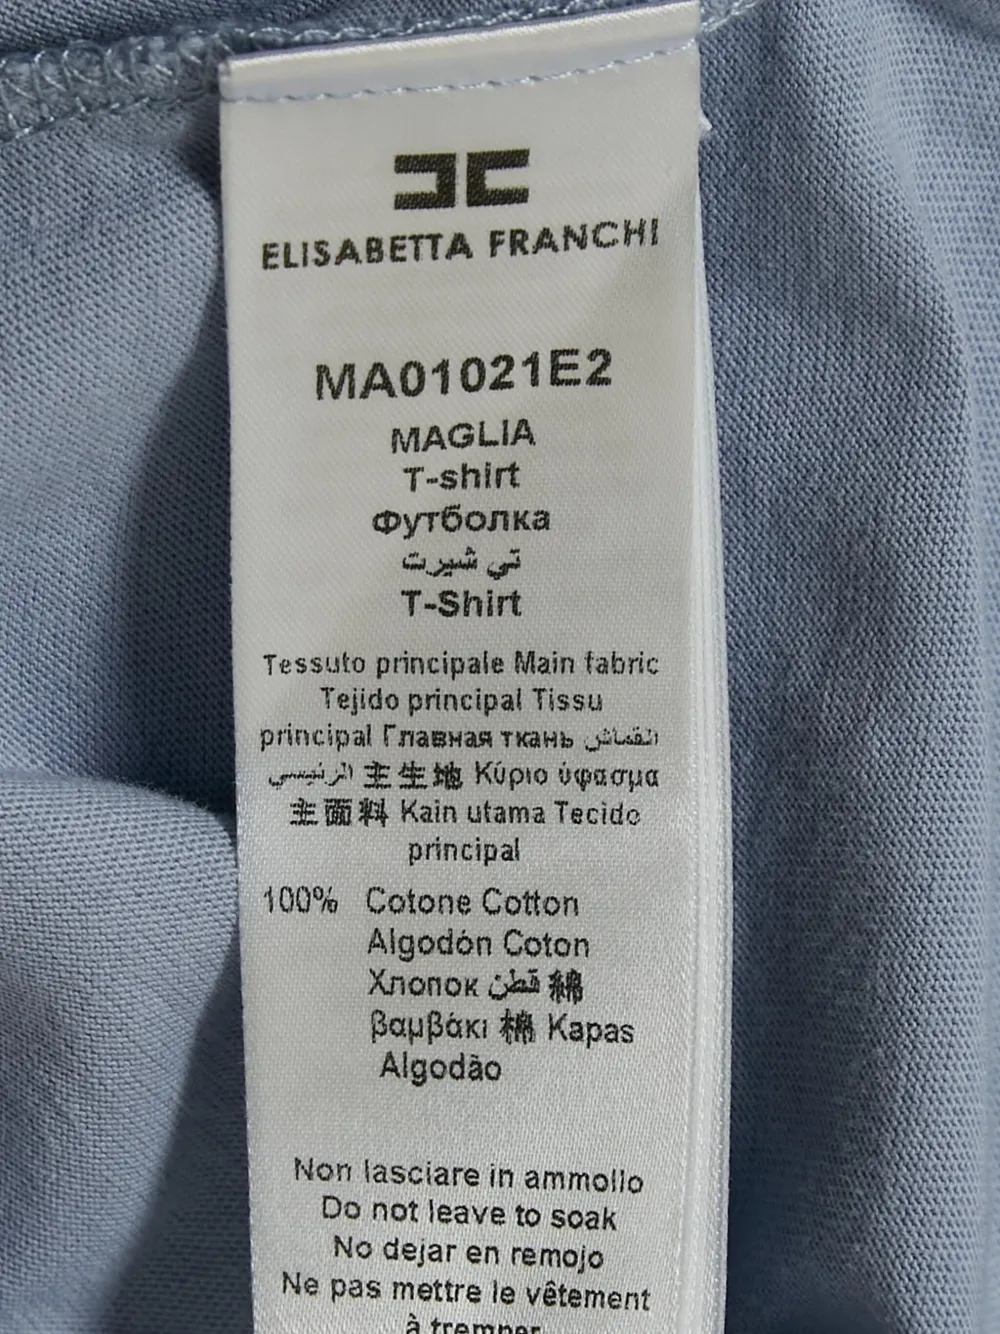 ELISABETTA FRANCHI
MA01021E2
MAGLIA
T-shirt
Футболка
تي شيرت
T-Shirt
Tessuto principale Main fabric
Tejido principal Tissu
principal Главная ткань القماش
الرئيسي 主生地 Κύριο ύφασμα
主面料 Kain utama Tecido
principal
100% Cotone Cotton
Algodón Coton
Хлопок قطن 綿
βαμβάκι 棉 Kapas
Algodão
Non lasciare in ammollo
Do not leave to soak
No dejar en remojo
Ne pas mettre le vêtement
à tremper